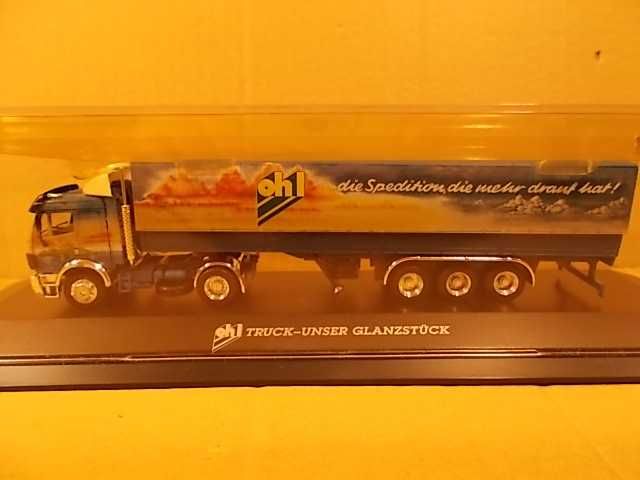 ohl die Spedition, die mehr drauf hat!
ohl TRUCK-UNSER GLANZSTÜCK